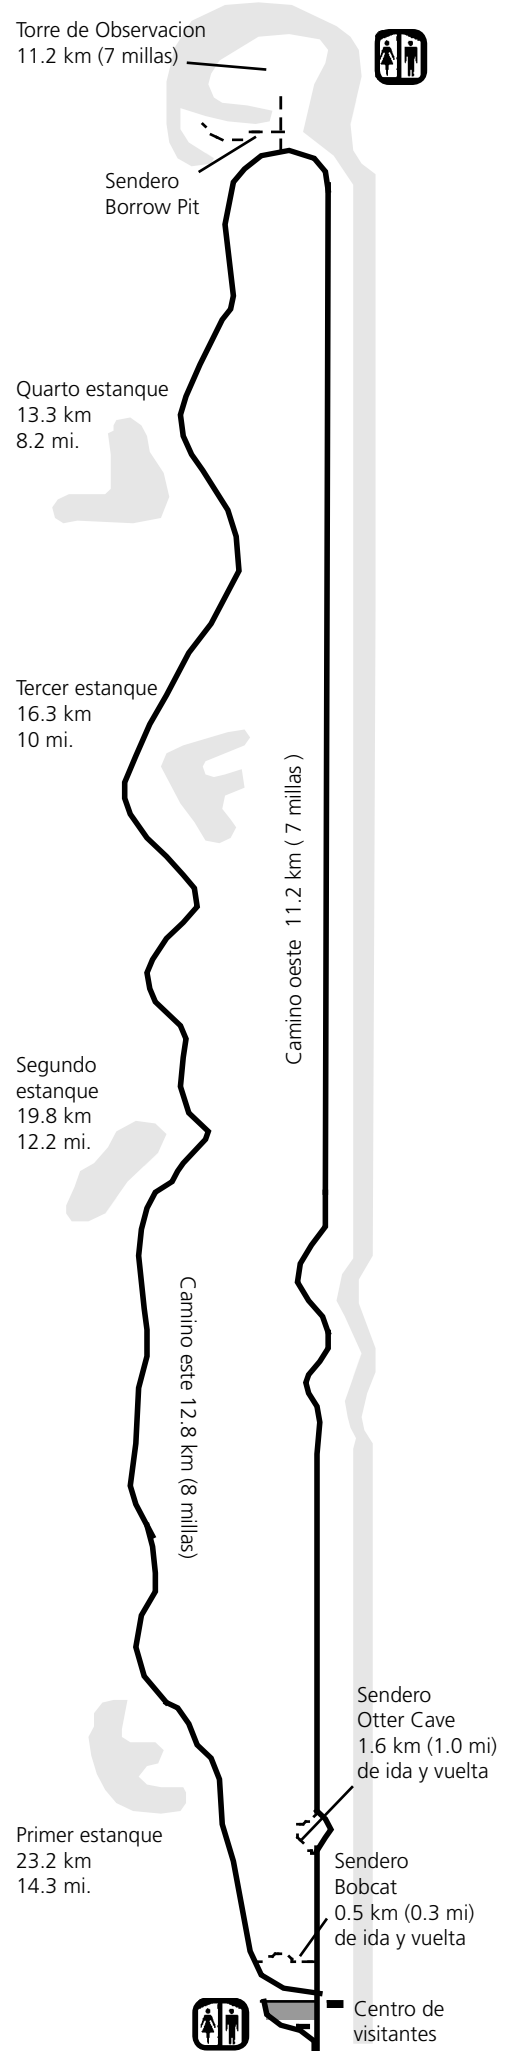 Torre de Observacion
11.2 km (7 millas)
Sendero
Borrow Pit
Quarto estanque
13.3 km
8.2 mi.
Tercer estanque
16.3 km
10 mi.
Camino oeste  11.2 km ( 7 millas )
Segundo
estanque
19.8 km
12.2 mi.
Camino este 12.8 km (8 millas)
Sendero
Otter Cave
1.6 km (1.0 mi)
de ida y vuelta
Primer estanque
23.2 km
14.3 mi.
Sendero
Bobcat
0.5 km (0.3 mi)
de ida y vuelta
Centro de
visitantes